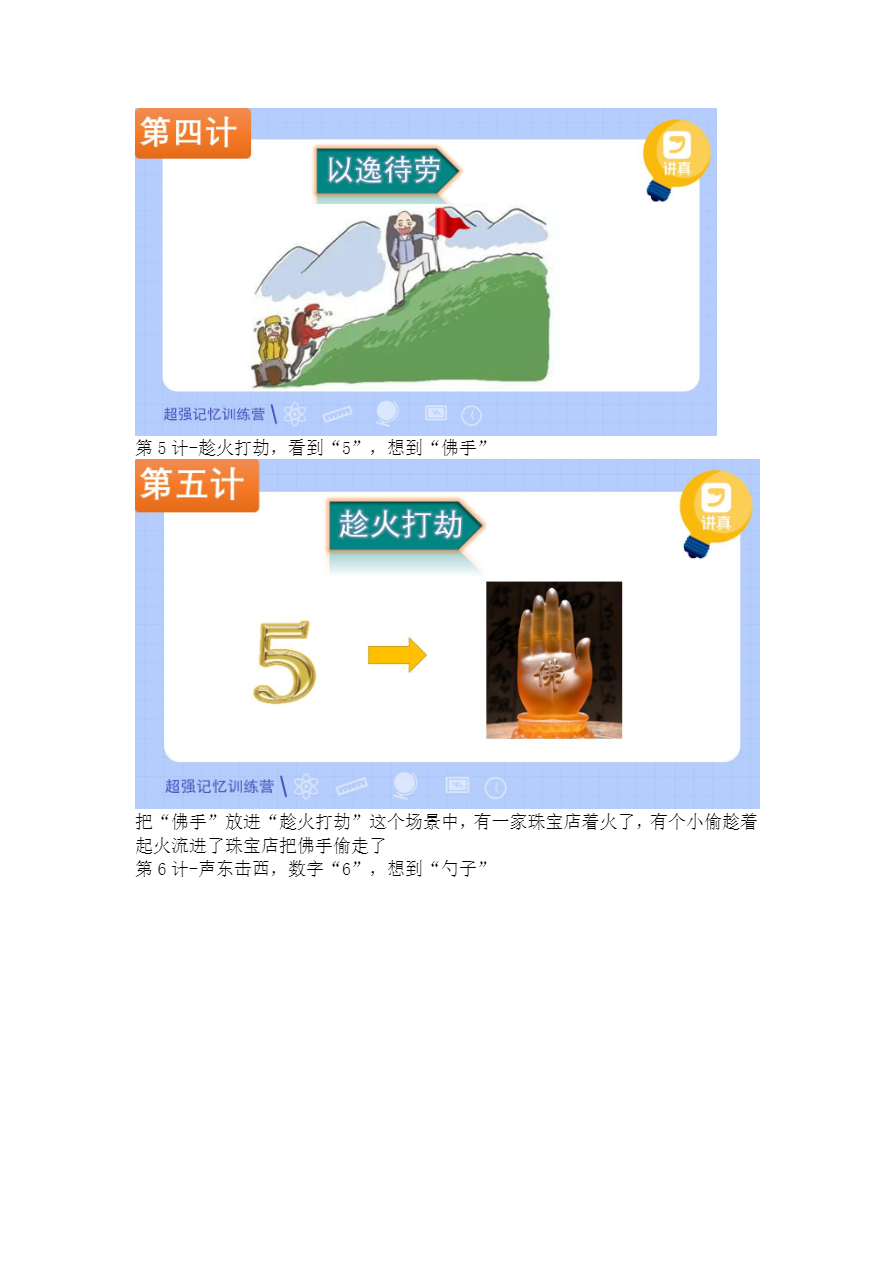 第四计
讲真
以逸待劳
超强记忆训练营
第5计-趁火打劫，看到“5”，想到“佛手”
第五计
讲真
趁火打劫
5
佛
超强记忆训练营
把“佛手”放进“趁火打劫”这个场景中，有一家珠宝店着火了，有个小偷趁着
起火流进了珠宝店把佛手偷走了
第6计-声东击西，数字“6”，想到“勺子”